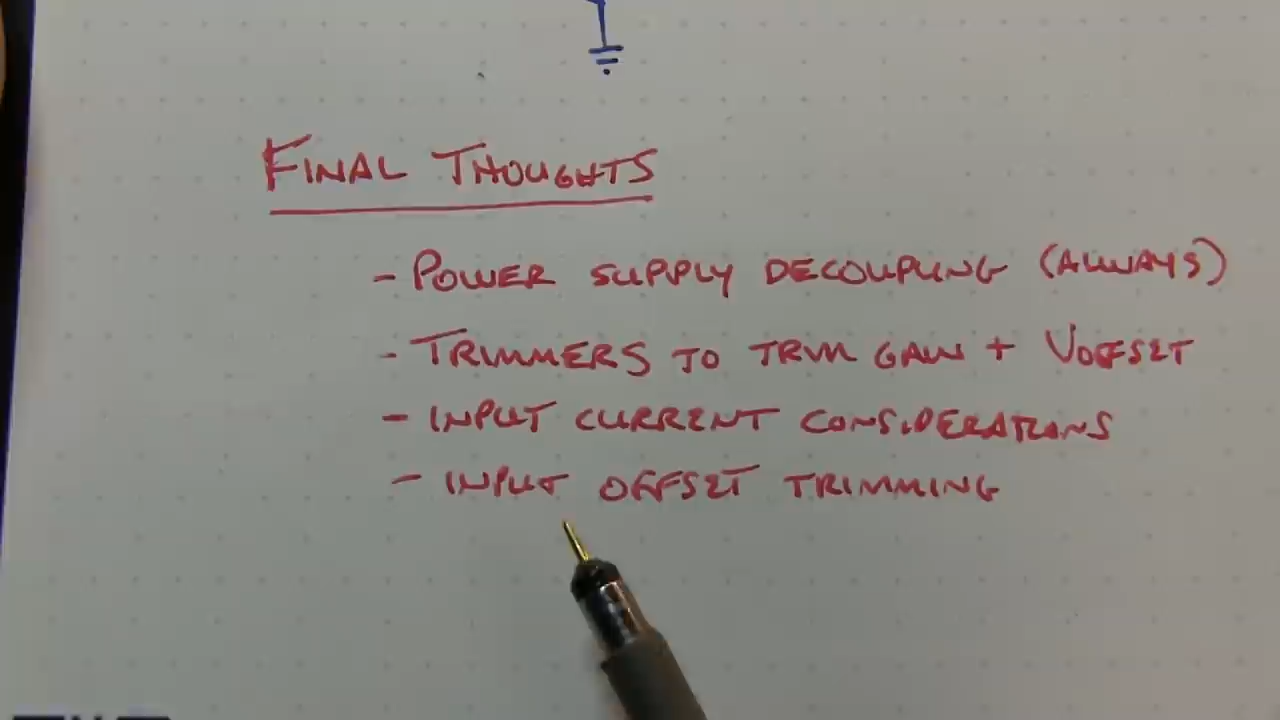 FINAL THOUGHTS
- POWER SUPPLY DECOUPLING (ALWAYS)
- TRIMMERS TO TRIM GAIN + VOFFSET
- INPUT CURRENT CONSIDERATIONS
- INPUT OFFSET TRIMMING